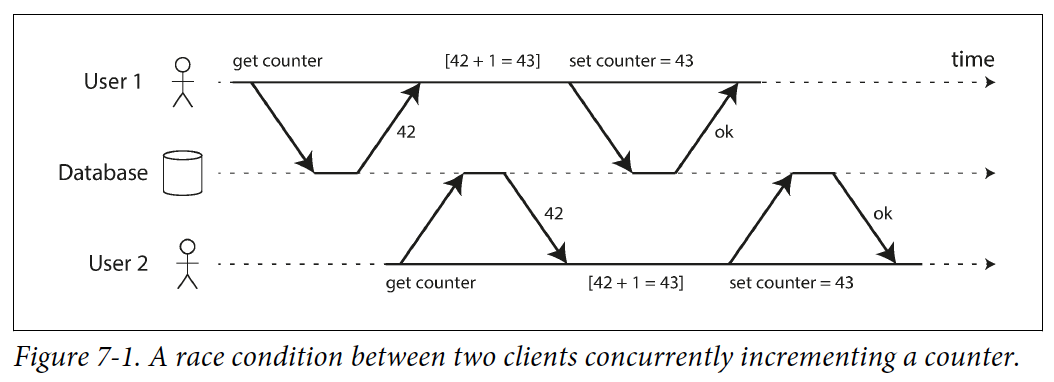 get counter [42 + 1 = 43] set counter = 43 time
User 1
42 ok
Database
42 ok
User 2
get counter [42 + 1 = 43] set counter = 43
Figure 7-1. A race condition between two clients concurrently incrementing a counter.